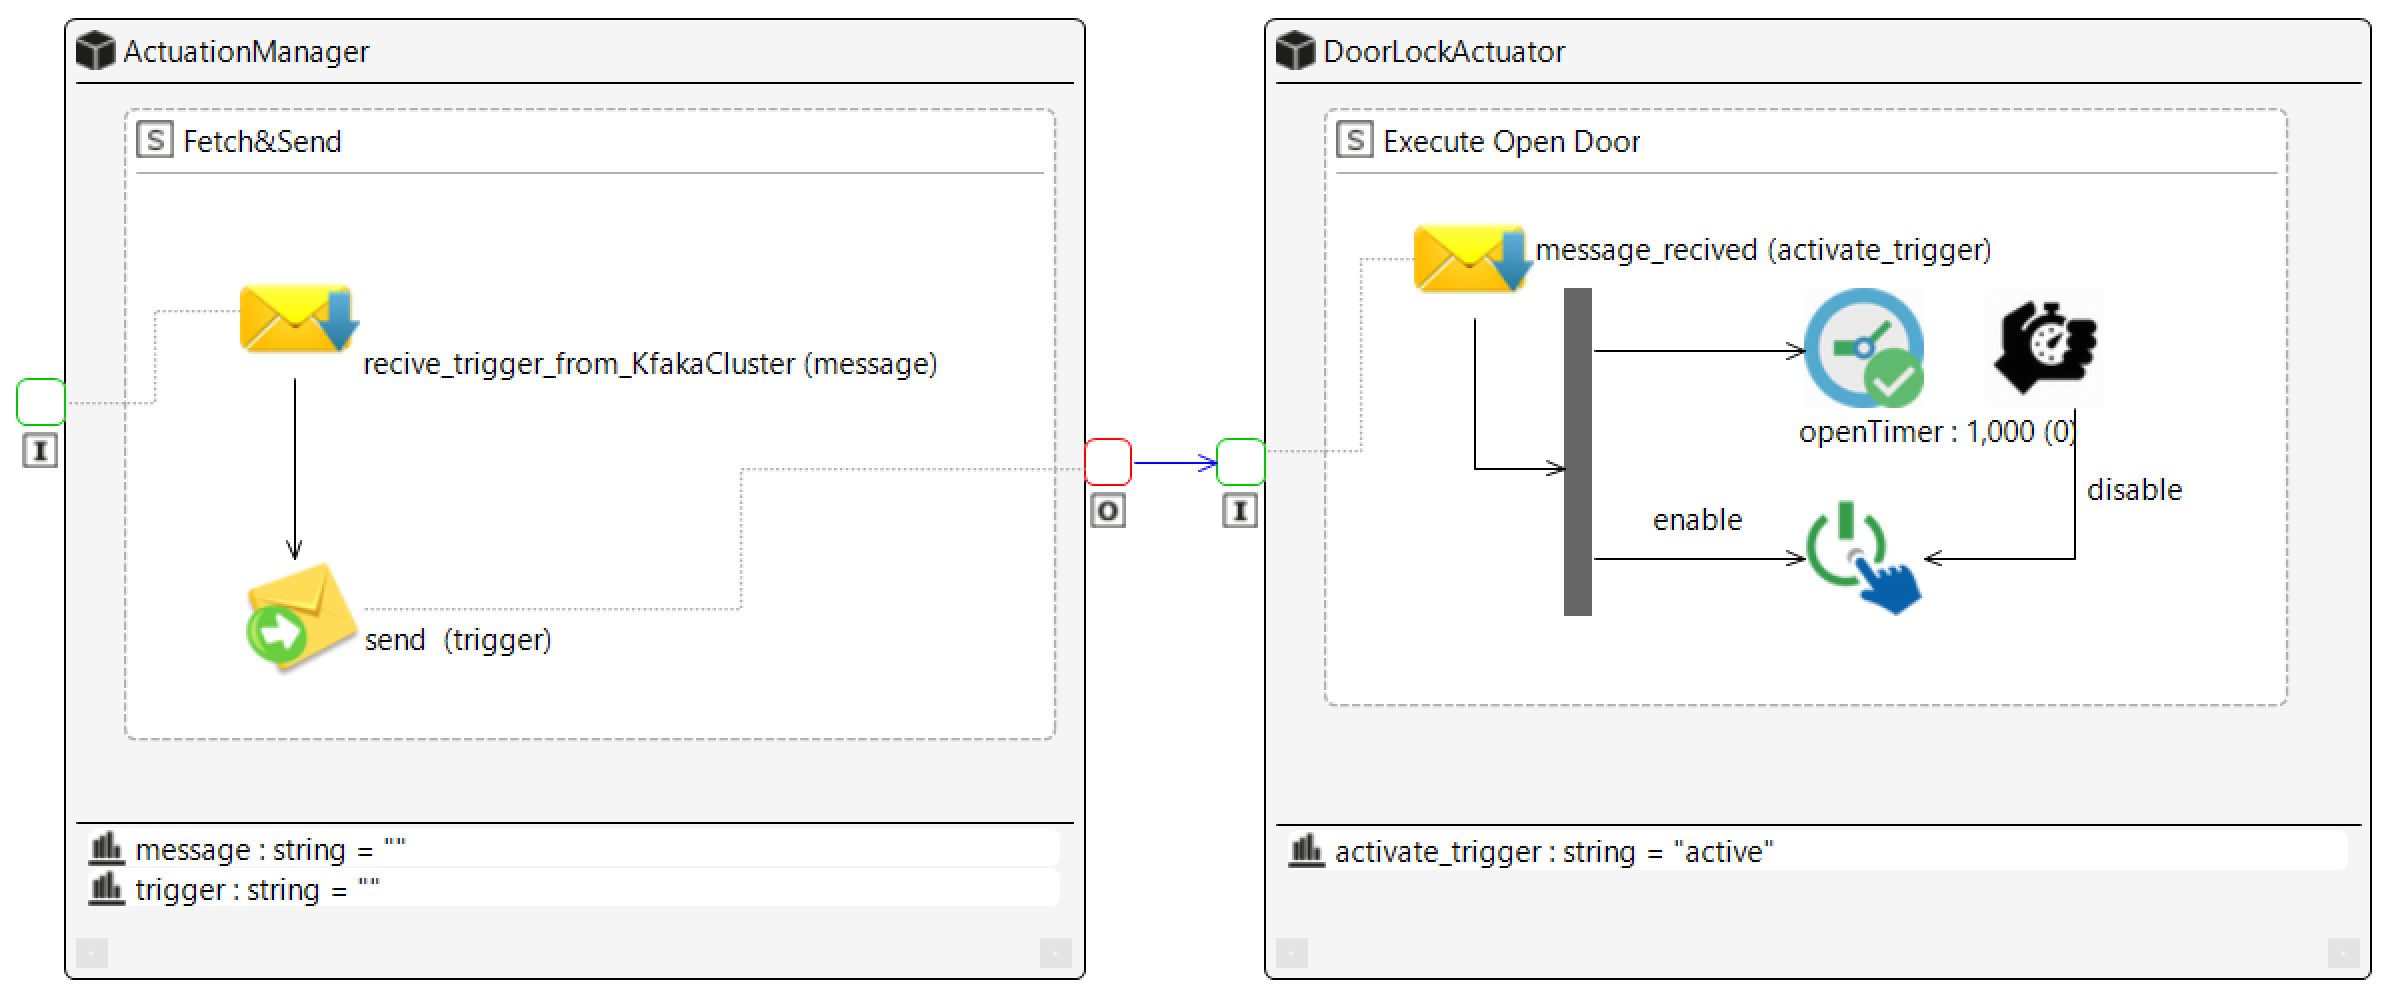 ActuationManager
S Fetch&Send
recive_trigger_from_KfakaCluster (message)
I
send  (trigger)
O
message : string = ""
trigger : string = ""
DoorLockActuator
S Execute Open Door
message_recived (activate_trigger)
openTimer : 1,000 (0)
disable
enable
I
activate_trigger : string = "active"